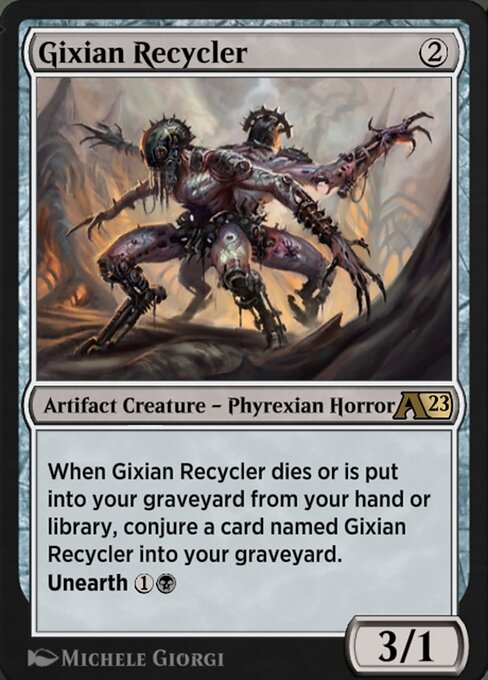 Gixian Recycler 2
Artifact Creature – Phyrexian Horror A23
When Gixian Recycler dies or is put
into your graveyard from your hand or
library, conjure a card named Gixian
Recycler into your graveyard.
Unearth 1
3/1
Michele Giorgi